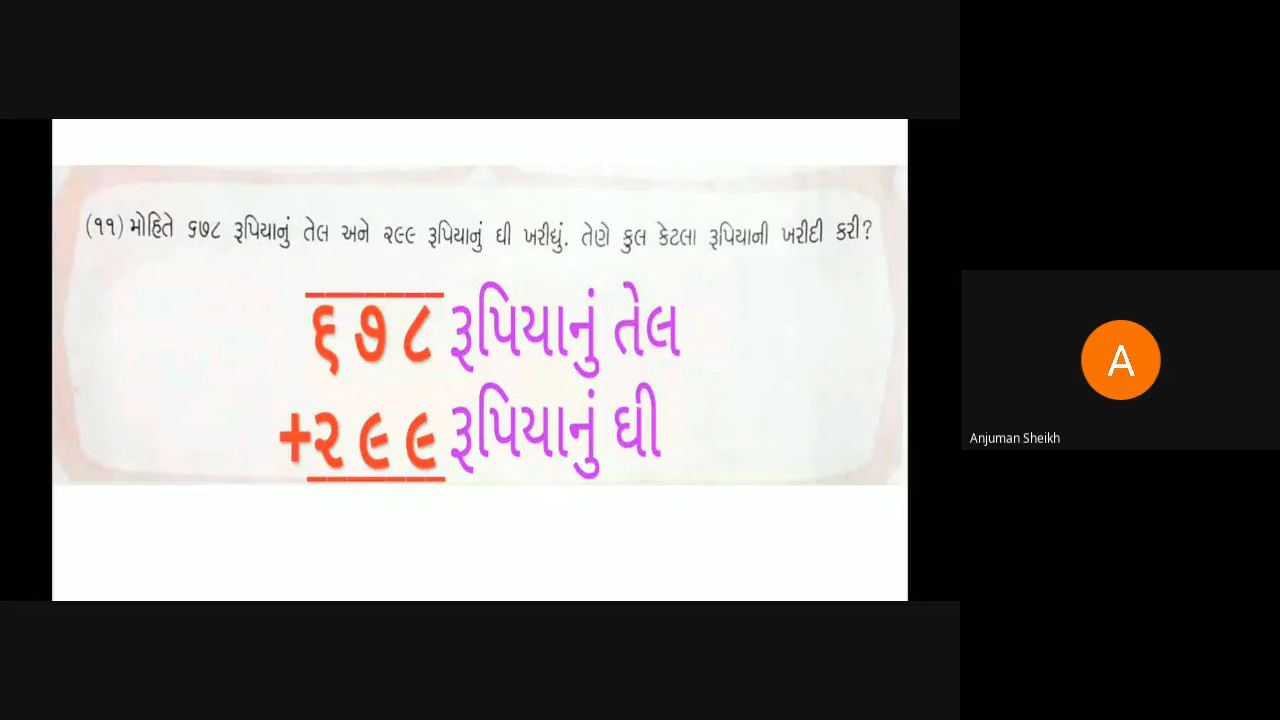 (૧૧) મોહિતે ૬૭૮ રૂપિયાનું તેલ અને ૨૯૯ રૂપિયાનું ઘી ખરીધું. તેણે કુલ કેટલા રૂપિયાની ખરીદી કરી?
૬૭૮ રૂપિયાનું તેલ
+૨૯૯ રૂપિયાનું ઘી
A
Anjuman Sheikh